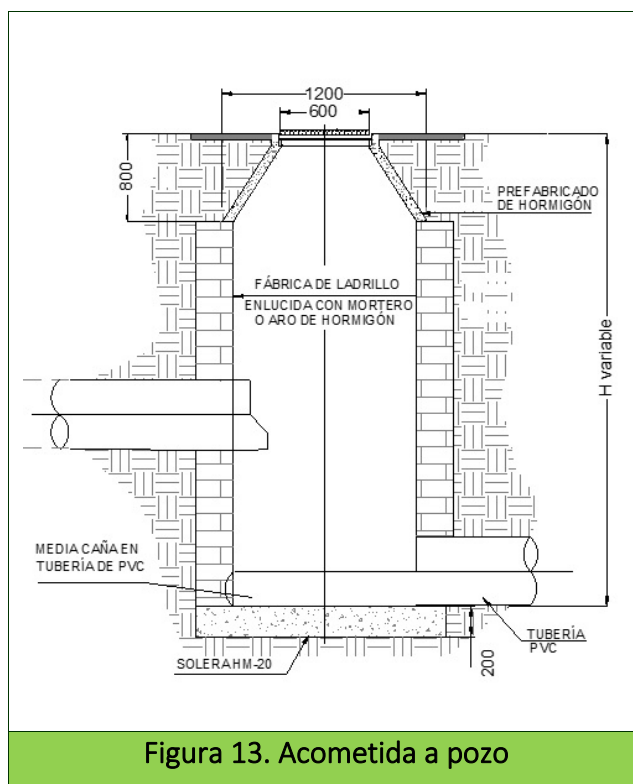 1200
600
800
PREFABRICADO
DE HORMIGÓN
FÁBRICA DE LADRILLO
ENLUCIDA CON MORTERO
O ARO DE HORMIGÓN
H variable
MEDIA CAÑA EN
TUBERÍA DE PVC
TUBERÍA
PVC
200
SOLERA HM-20
Figura 13. Acometida a pozo